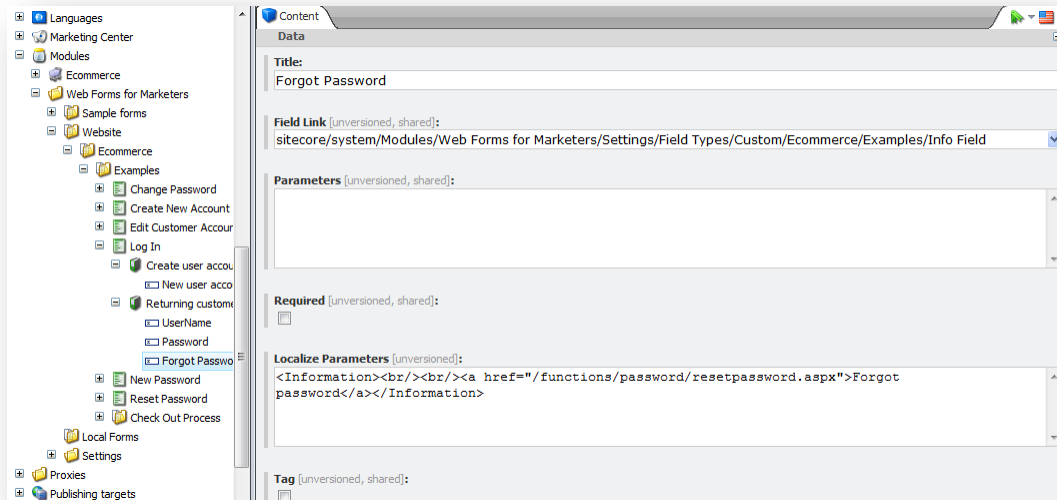 Languages
Marketing Center
Modules
Ecommerce
Web Forms for Marketers
Sample forms
Website
Ecommerce
Examples
Change Password
Create New Account
Edit Customer Accour
Log In
Create user accou
New user acco
Returning custome
UserName
Password
Forgot Passwo
New Password
Reset Password
Check Out Process
Local Forms
Settings
Proxies
Publishing targets
Content
Data
Title:
Forgot Password
Field Link [unversioned, shared]:
sitecore/system/Modules/Web Forms for Marketers/Settings/Field Types/Custom/Ecommerce/Examples/Info Field
Parameters [unversioned, shared]:
Required [unversioned, shared]:
Localize Parameters [unversioned]:
<Information><br/><br/><a href="/functions/password/resetpassword.aspx">Forgot
password</a></Information>
Tag [unversioned, shared]: